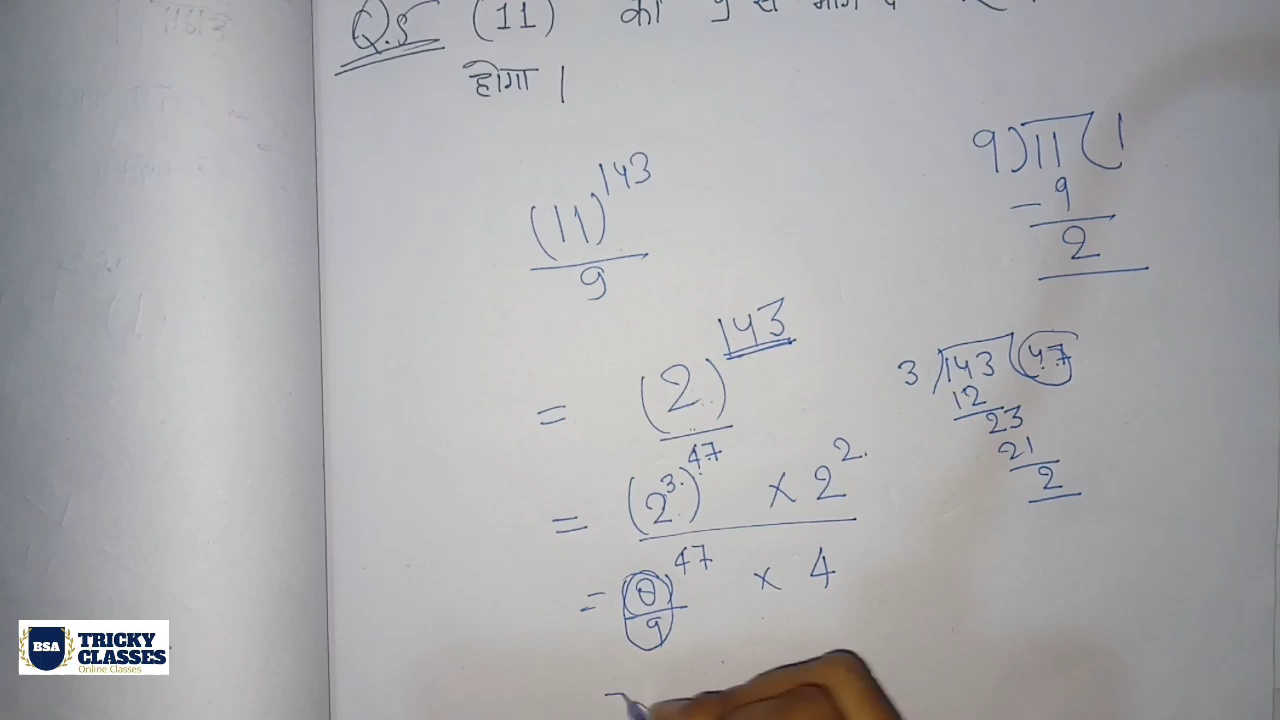 Q.5 (11) को 9 से भाग
होगा |
(11)^143
9
9)11(1
- 9
2
= (2)^143
3)143(47
12
23
21
2
= (2^3)^47 × 2^2
= (8)^47 × 4
9
BSA TRICKY CLASSES
Online Classes